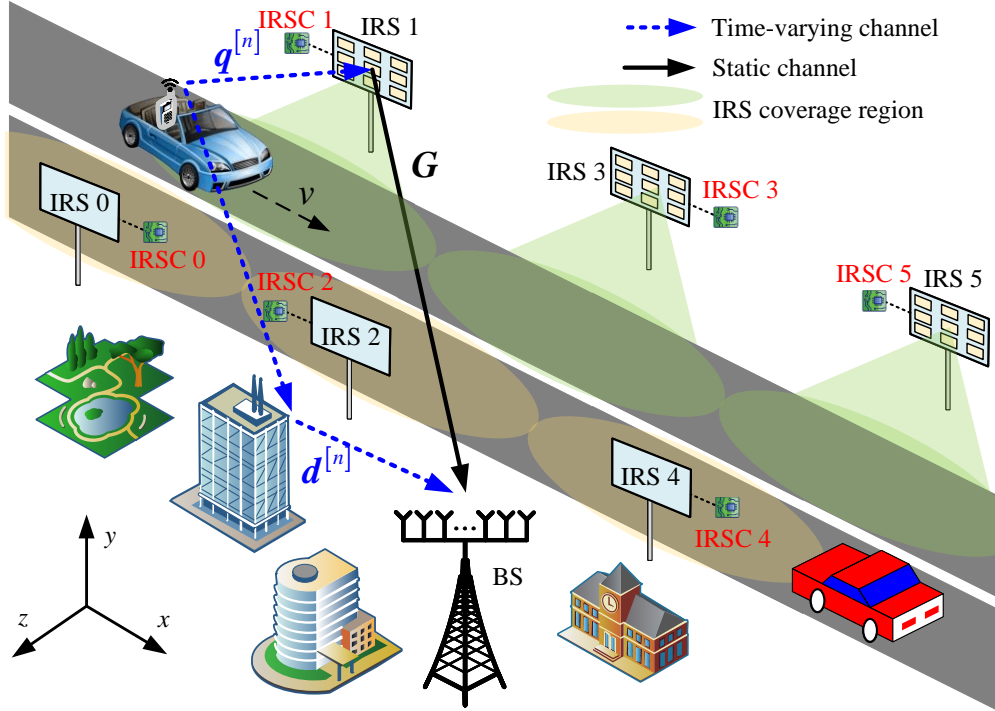 IRSC 1
IRS 1
Time-varying channel
q^[n]
Static channel
IRS coverage region
G
IRS 3
IRSC 3
v
IRS 0
IRSC 0
IRSC 2
IRSC 5
IRS 5
IRS 2
d^[n]
IRS 4
IRSC 4
...
BS
y
z
x